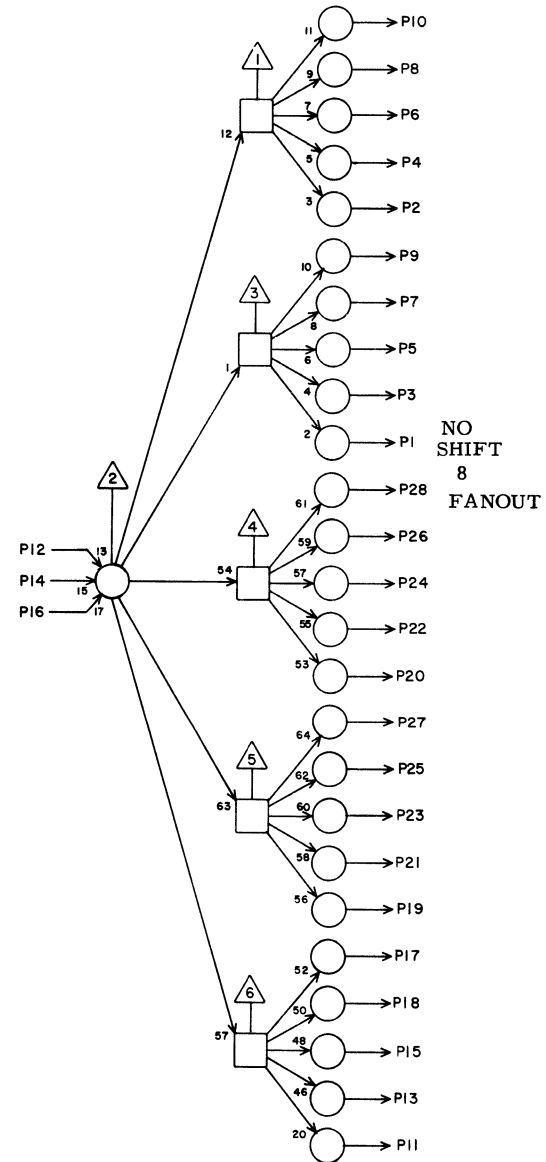 11 P10
1
9 P8
7 P6
12
5 P4
3 P2
P9
10
3
P7
8
P5
1 6
4 P3
2 P1
NO
SHIFT
8
FANOUT
2
P28
61
4
59 P26
P12 13
54 57 P24
P14 15
P16 17
55 P22
53 P20
P27
64
5
62 P25
63 60 P23
58 P21
56 P19
52 P17
6
50 P18
57 48 P15
46 P13
20 P11